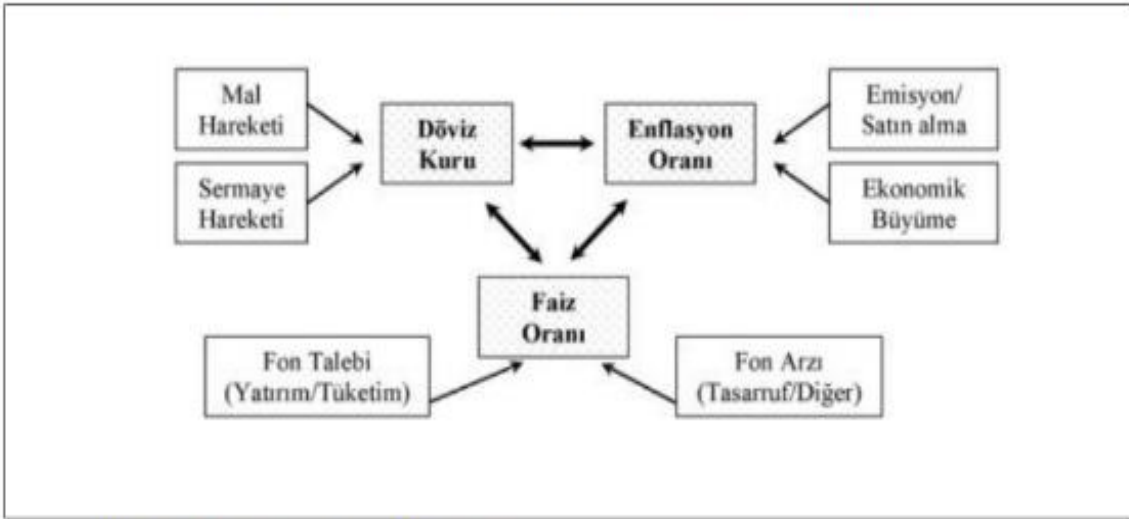 Mal
Hareketi
Sermaye
Hareketi
Döviz
Kuru
Enflasyon
Oranı
Emisyon/
Satın alma
Ekonomik
Büyüme
Faiz
Oranı
Fon Talebi
(Yatırım/Tüketim)
Fon Arzı
(Tasarruf/Diğer)